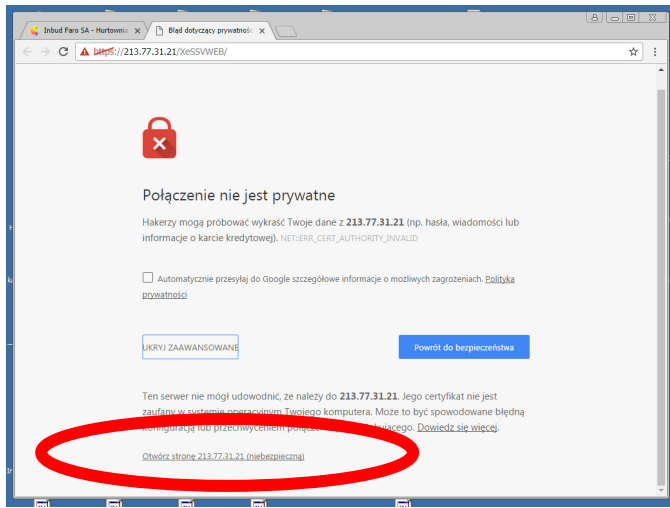 Inbud Faro SA - Hurtownia
Błąd dotyczący prywatnośc
https://213.77.31.21/XeSSVWEB/
Połączenie nie jest prywatne
Hakerzy mogą próbować wykraść Twoje dane z 213.77.31.21 (np. hasła, wiadomości lub
informacje o karcie kredytowej). NET::ERR_CERT_AUTHORITY_INVALID
Automatycznie przesyłaj do Google szczegółowe informacje o możliwych zagrożeniach. Polityka
prywatności
UKRYJ ZAAWANSOWANE
Powrót do bezpieczeństwa
Ten serwer nie mógł udowodnić, że należy do 213.77.31.21. Jego certyfikat nie jest
zaufany w systemie operacyjnym Twojego komputera. Może to być spowodowane błędną
konfiguracją lub przechwyceniem Dowiedz się więcej.
Otwórz stronę 213.77.31.21 (niebezpieczną)